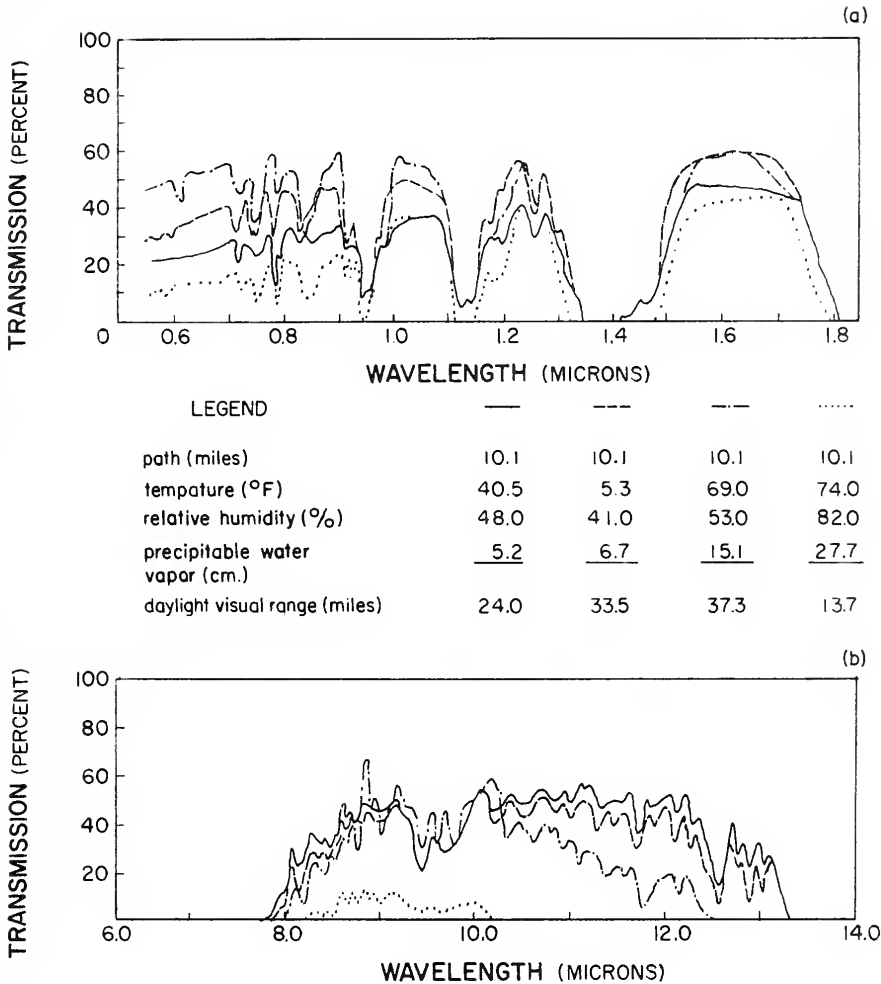 (a)
TRANSMISSION (PERCENT)
100
80
60
40
20
0 0.6 0.8 1.0 1.2 1.4 1.6 1.8
WAVELENGTH (MICRONS)
LEGEND
path (miles) 10.1 10.1 10.1 10.1
tempature (°F) 40.5 5.3 69.0 74.0
relative humidity (%) 48.0 41.0 53.0 82.0
precipitable water 5.2 6.7 15.1 27.7
vapor (cm.)
daylight visual range (miles) 24.0 33.5 37.3 13.7
(b)
TRANSMISSION (PERCENT)
100
80
60
40
20
6.0 8.0 10.0 12.0 14.0
WAVELENGTH (MICRONS)